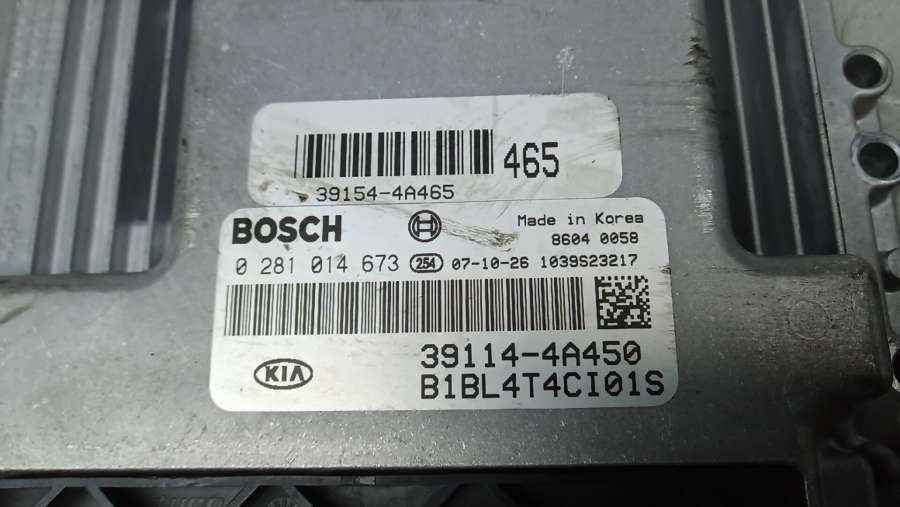 465
39154-4A465
BOSCH
Made in Korea
8604 0058
0 281 014 673 254 07-10-26 1039S23217
39114-4A450
KIA
B1BL4T4CI01S